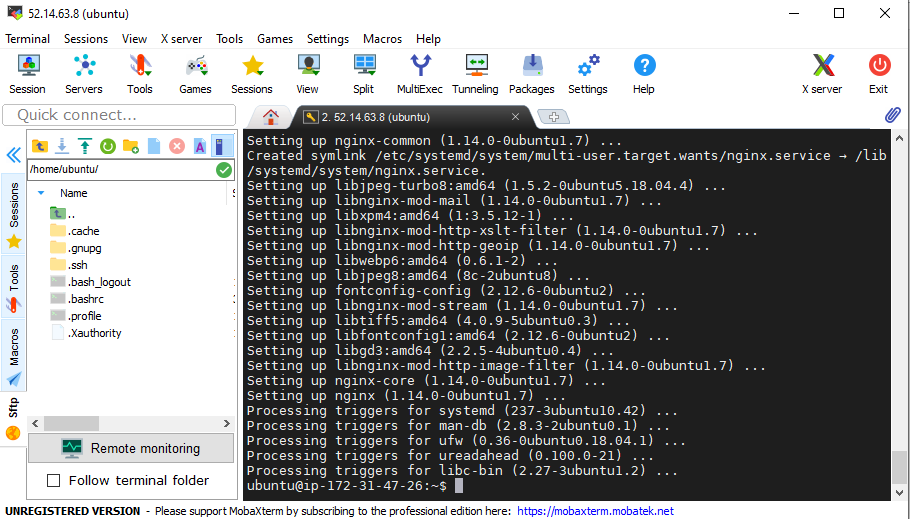 52.14.63.8 (ubuntu)
Terminal Sessions View X server Tools Games Settings Macros Help
Session Servers Tools Games Sessions View Split MultiExec Tunneling Packages Settings Help X server Exit
Quick connect...
2. 52.14.63.8 (ubuntu)
/home/ubuntu/
Name
..
.cache
.gnupg
.ssh
.bash_logout
.bashrc
.profile
.Xauthority
Sessions
Tools
Macros
Sftp
Remote monitoring
Follow terminal folder
Setting up nginx-common (1.14.0-0ubuntu1.7) ...
Created symlink /etc/systemd/system/multi-user.target.wants/nginx.service → /lib
/systemd/system/nginx.service.
Setting up libjpeg-turbo8:amd64 (1.5.2-0ubuntu5.18.04.4) ...
Setting up libnginx-mod-mail (1.14.0-0ubuntu1.7) ...
Setting up libxpm4:amd64 (1:3.5.12-1) ...
Setting up libnginx-mod-http-xslt-filter (1.14.0-0ubuntu1.7) ...
Setting up libnginx-mod-http-geoip (1.14.0-0ubuntu1.7) ...
Setting up libwebp6:amd64 (0.6.1-2) ...
Setting up libjpeg8:amd64 (8c-2ubuntu8) ...
Setting up fontconfig-config (2.12.6-0ubuntu2) ...
Setting up libnginx-mod-stream (1.14.0-0ubuntu1.7) ...
Setting up libtiff5:amd64 (4.0.9-5ubuntu0.3) ...
Setting up libfontconfig1:amd64 (2.12.6-0ubuntu2) ...
Setting up libgd3:amd64 (2.2.5-4ubuntu0.4) ...
Setting up libnginx-mod-http-image-filter (1.14.0-0ubuntu1.7) ...
Setting up nginx-core (1.14.0-0ubuntu1.7) ...
Setting up nginx (1.14.0-0ubuntu1.7) ...
Processing triggers for systemd (237-3ubuntu10.42) ...
Processing triggers for man-db (2.8.3-2ubuntu0.1) ...
Processing triggers for ufw (0.36-0ubuntu0.18.04.1) ...
Processing triggers for ureadahead (0.100.0-21) ...
Processing triggers for libc-bin (2.27-3ubuntu1.2) ...
ubuntu@ip-172-31-47-26:~$
UNREGISTERED VERSION - Please support MobaXterm by subscribing to the professional edition here: https://mobaxterm.mobatek.net